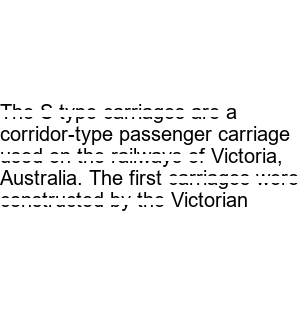 The S type carriages are a
corridor-type passenger carriage
used on the railways of Victoria,
Australia. The first carriages were
constructed by the Victorian